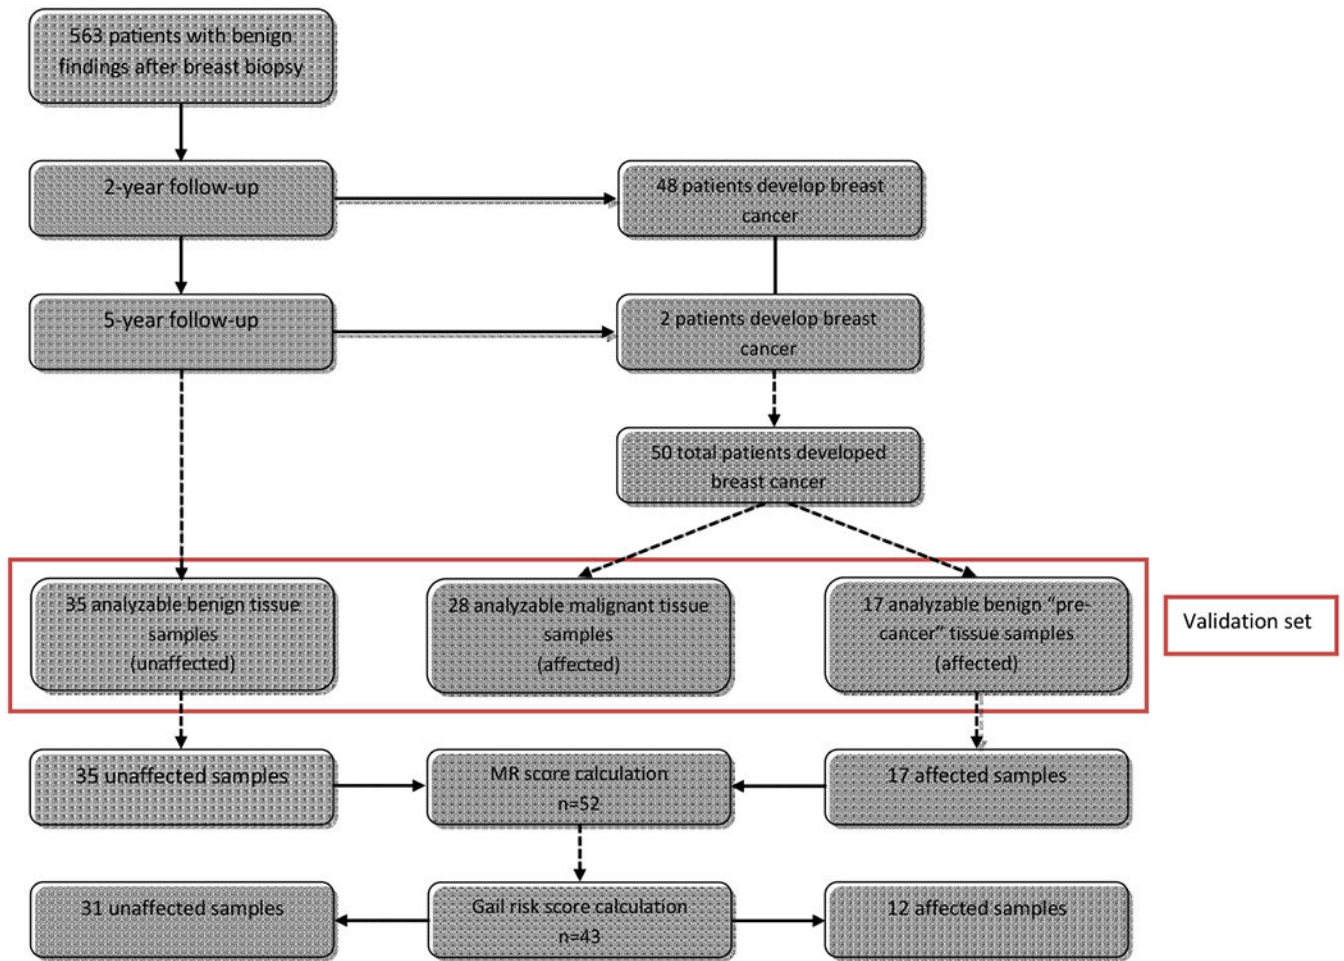 563 patients with benign
findings after breast biopsy
2-year follow-up
48 patients develop breast
cancer
5-year follow-up
2 patients develop breast
cancer
50 total patients developed
breast cancer
35 analyzable benign tissue
samples
(unaffected)
28 analyzable malignant tissue
samples
(affected)
17 analyzable benign “pre-
cancer” tissue samples
(affected)
Validation set
35 unaffected samples
MR score calculation
n=52
17 affected samples
31 unaffected samples
Gail risk score calculation
n=43
12 affected samples